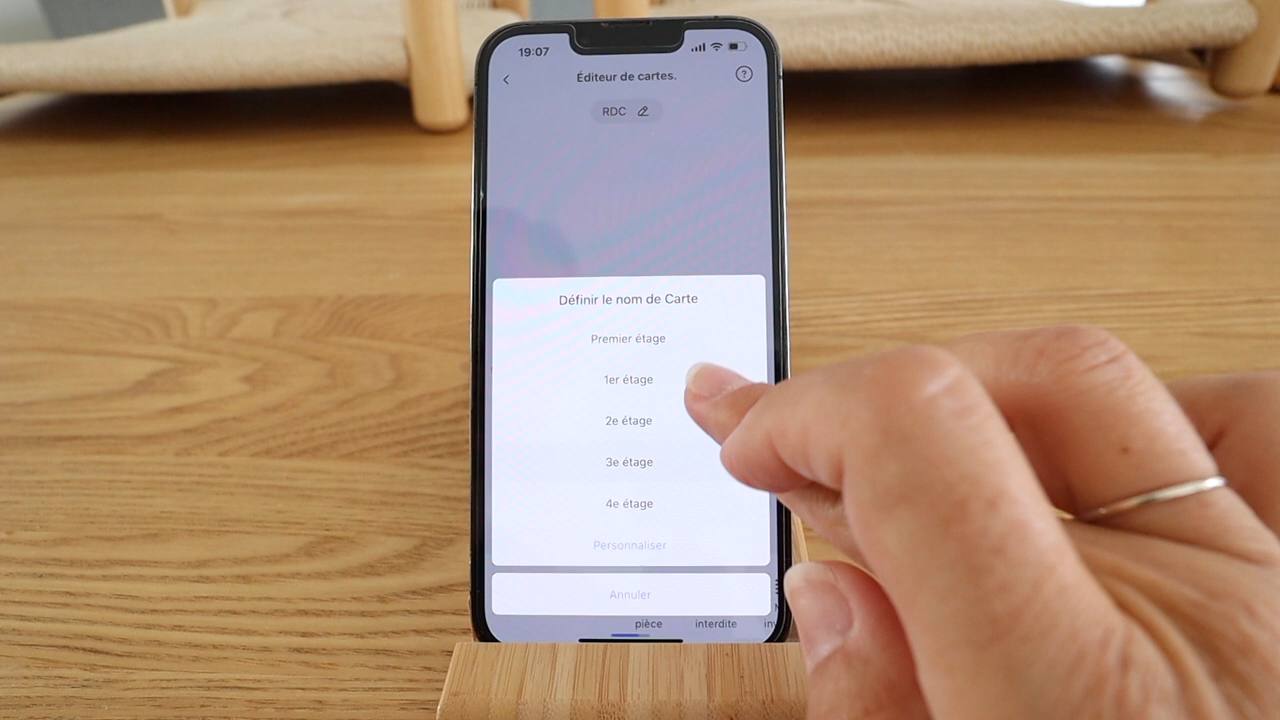 19:07
Éditeur de cartes.
?
RDC
Définir le nom de Carte
Premier étage
1er étage
2e étage
3e étage
4e étage
Personnaliser
Annuler
pièce interdite